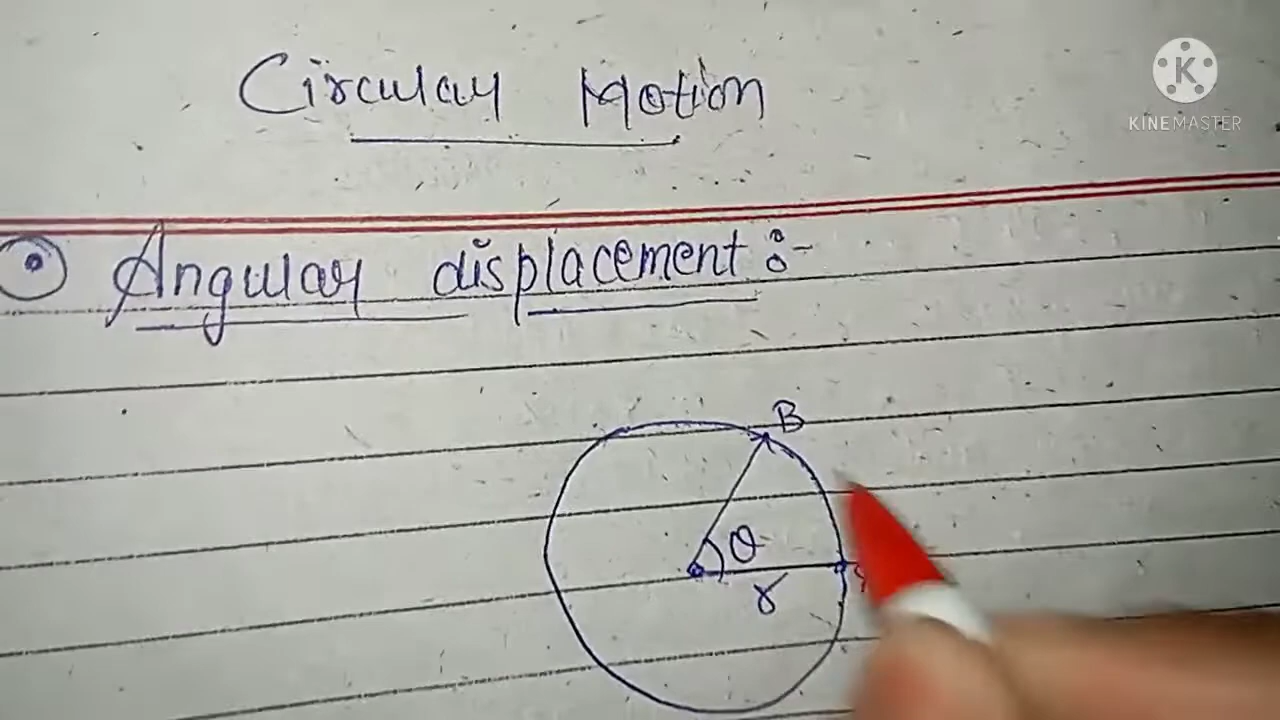 Circular Motion
K
KINEMASTER
Angular displacement :-
B
θ
r